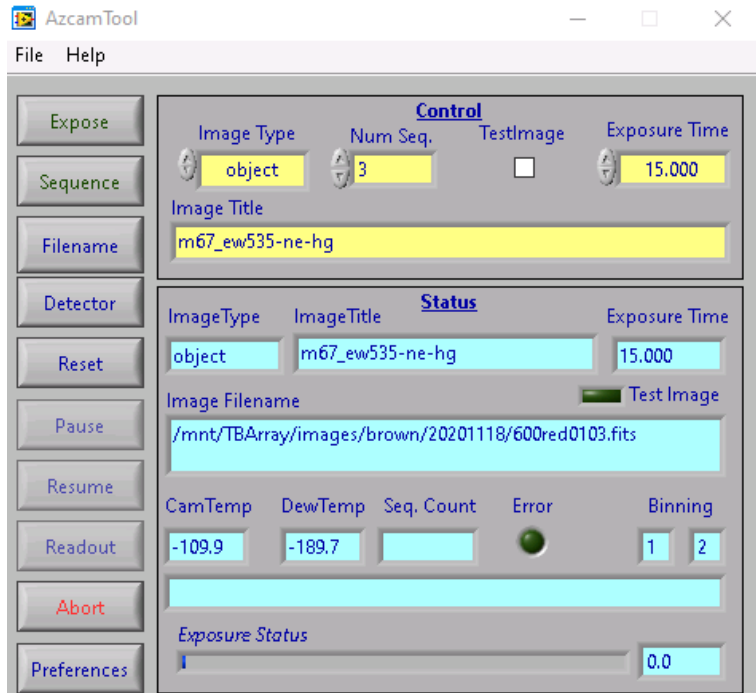 AzcamTool
File Help
Expose
Sequence
Filename
Detector
Reset
Pause
Resume
Readout
Abort
Preferences
Control
Image Type Num Seq. TestImage Exposure Time
object 3 15.000
Image Title
m67_ew535-ne-hg
Status
ImageType ImageTitle Exposure Time
object m67_ew535-ne-hg 15.000
Image Filename Test Image
/mnt/TBArray/images/brown/20201118/600red0103.fits
CamTemp DewTemp Seq. Count Error Binning
-109.9 -189.7 1 2
Exposure Status
0.0